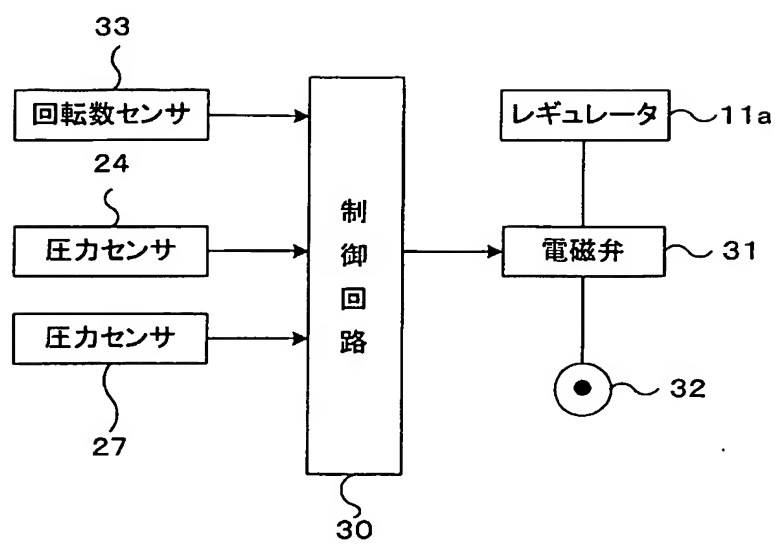 33
回転数センサ
24
圧力センサ
圧力センサ
27
制御回路
30
レギュレータ
11a
電磁弁
31
32